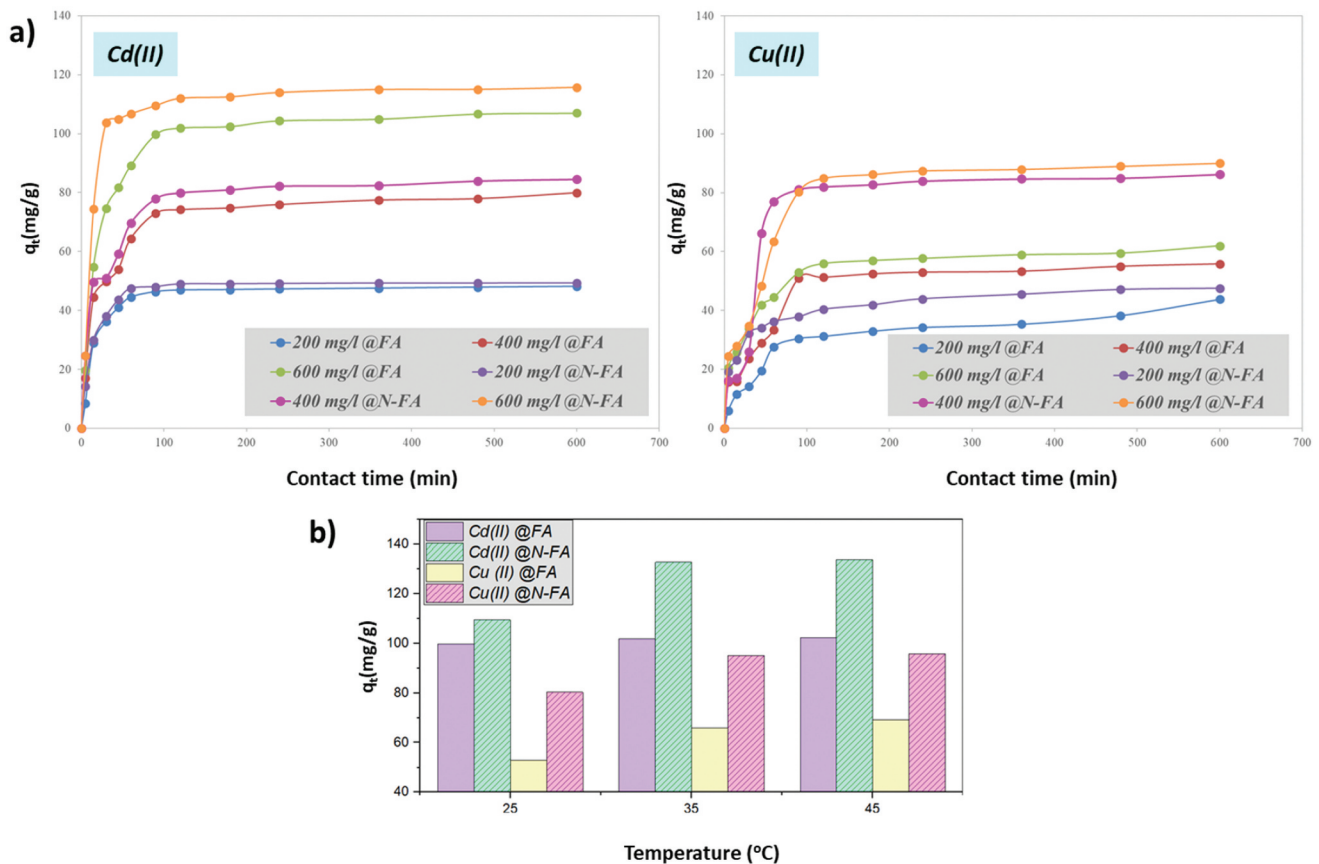 a)
Cd(II)
140
120
100
80
60
40
20
0
qt(mg/g)
200 mg/l @FA
400 mg/l @FA
600 mg/l @FA
200 mg/l @N-FA
400 mg/l @N-FA
600 mg/l @N-FA
0 100 200 300 400 500 600 700
Contact time (min)
Cu(II)
140
120
100
80
60
40
20
0
qt(mg/g)
200 mg/l @FA
400 mg/l @FA
600 mg/l @FA
200 mg/l @N-FA
400 mg/l @N-FA
600 mg/l @N-FA
0 100 200 300 400 500 600 700
Contact time (min)
b)
Cd(II) @FA
Cd(II) @N-FA
Cu (II) @FA
Cu(II) @N-FA
140
120
100
80
60
40
qt(mg/g)
25 35 45
Temperature (°C)